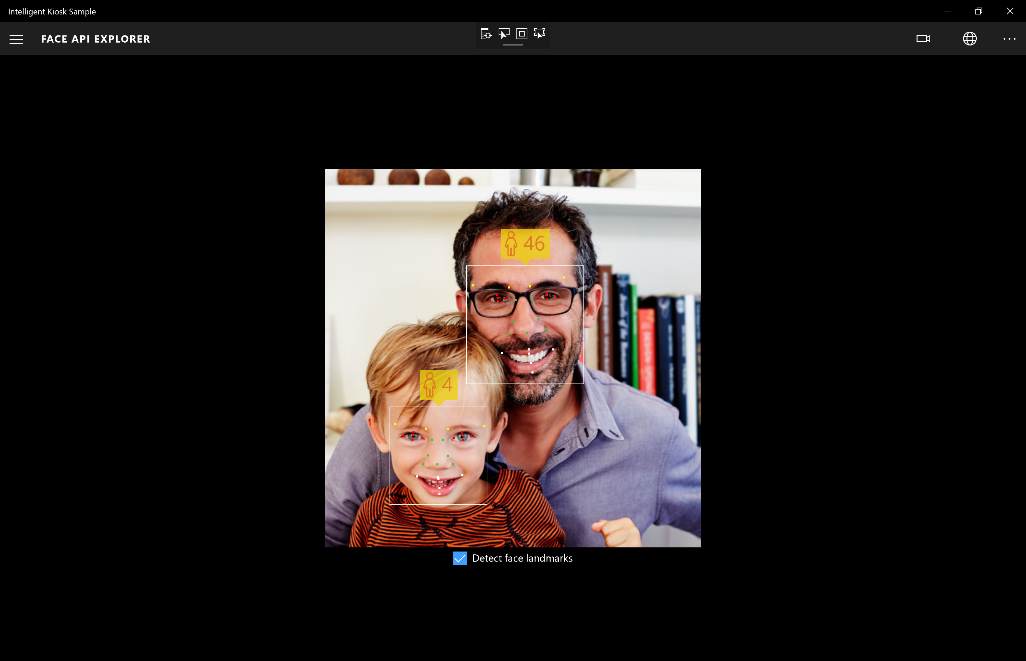 Intelligent Kiosk Sample
FACE API EXPLORER
46
4
Detect face landmarks